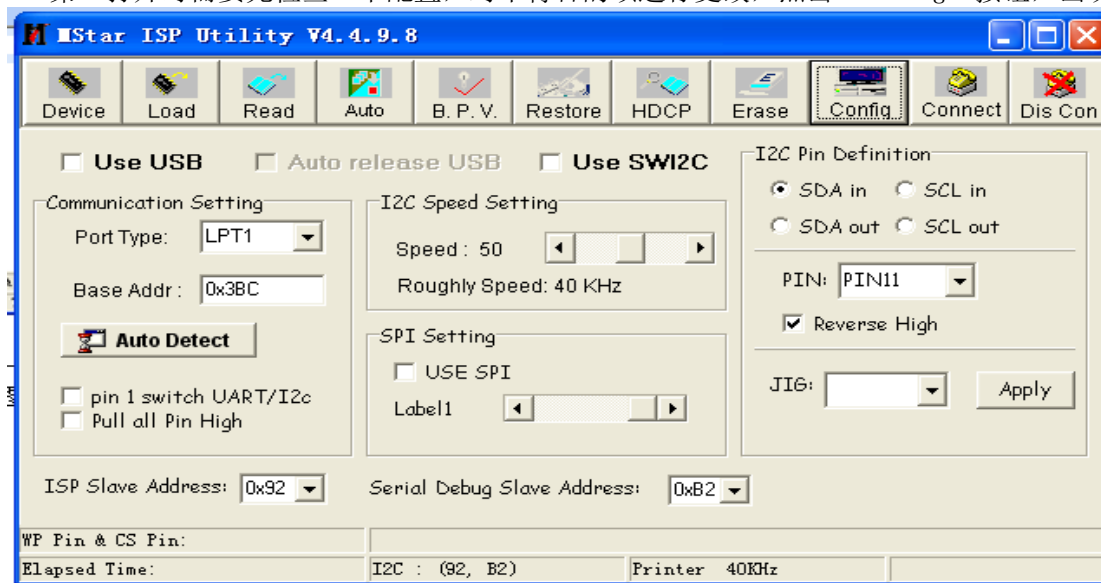 MStar ISP Utility V4.4.9.8
Device Load Read Auto B.P.V. Restore HDCP Erase Config Connect Dis Con
Use USB Auto release USB Use SWI2C
Communication Setting
Port Type: LPT1
Base Addr : 0x3BC
Auto Detect
pin 1 switch UART/I2c
Pull all Pin High
I2C Speed Setting
Speed : 50
Roughly Speed: 40 KHz
SPI Setting
USE SPI
Label1
I2C Pin Definition
SDA in SCL in
SDA out SCL out
PIN: PIN11
Reverse High
JIG: Apply
ISP Slave Address: 0x92 Serial Debug Slave Address: 0xB2
WP Pin & CS Pin:
Elapsed Time: I2C : (92, B2) Printer 40KHz